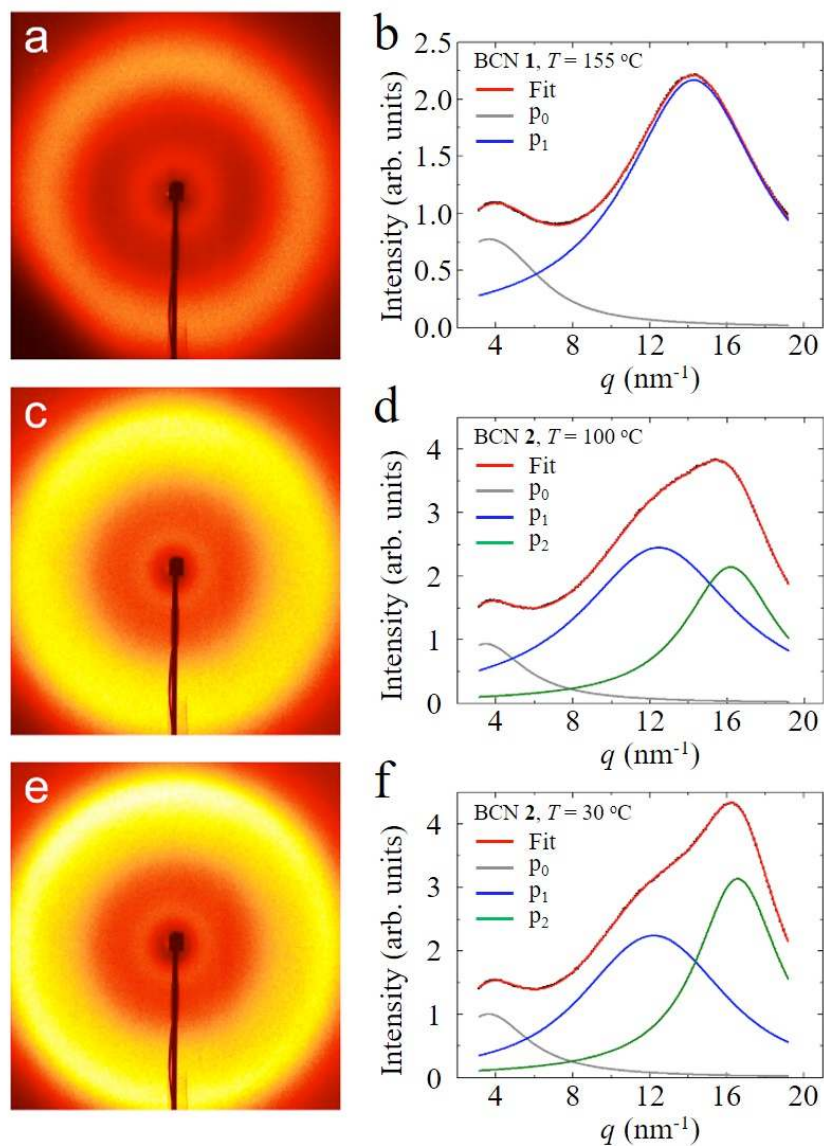 a
b
BCN 1, T = 155 °C
Fit
p₀
p₁
Intensity (arb. units)
2.5
2.0
1.5
1.0
0.5
0.0
4 8 12 16 20
q (nm⁻¹)
c
d
BCN 2, T = 100 °C
Fit
p₀
p₁
p₂
Intensity (arb. units)
4
3
2
1
0
4 8 12 16 20
q (nm⁻¹)
e
f
BCN 2, T = 30 °C
Fit
p₀
p₁
p₂
Intensity (arb. units)
4
3
2
1
0
4 8 12 16 20
q (nm⁻¹)